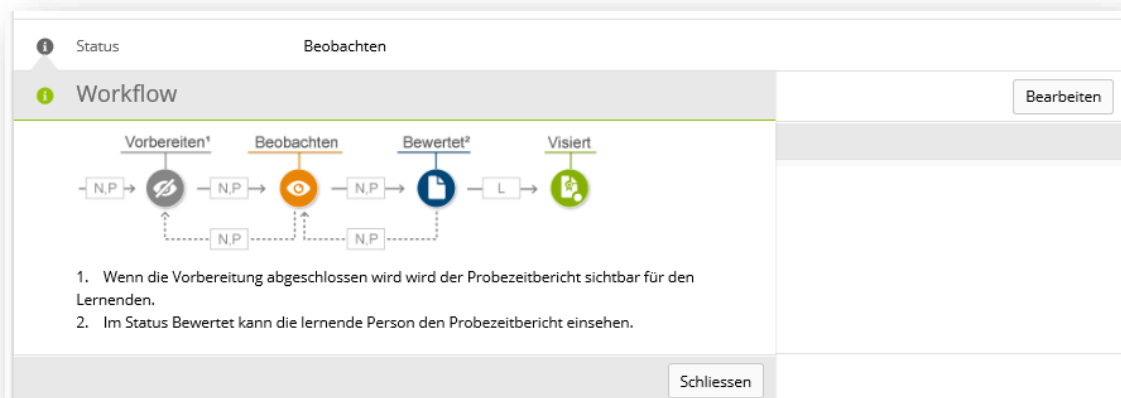 Status Beobachten
Workflow
Bearbeiten
Vorbereiten¹ Beobachten Bewertet² Visiert
N,P N,P N,P L
N,P N,P
1. Wenn die Vorbereitung abgeschlossen wird wird der Probezeitbericht sichtbar für den
Lernenden.
2. Im Status Bewertet kann die lernende Person den Probezeitbericht einsehen.
Schliessen